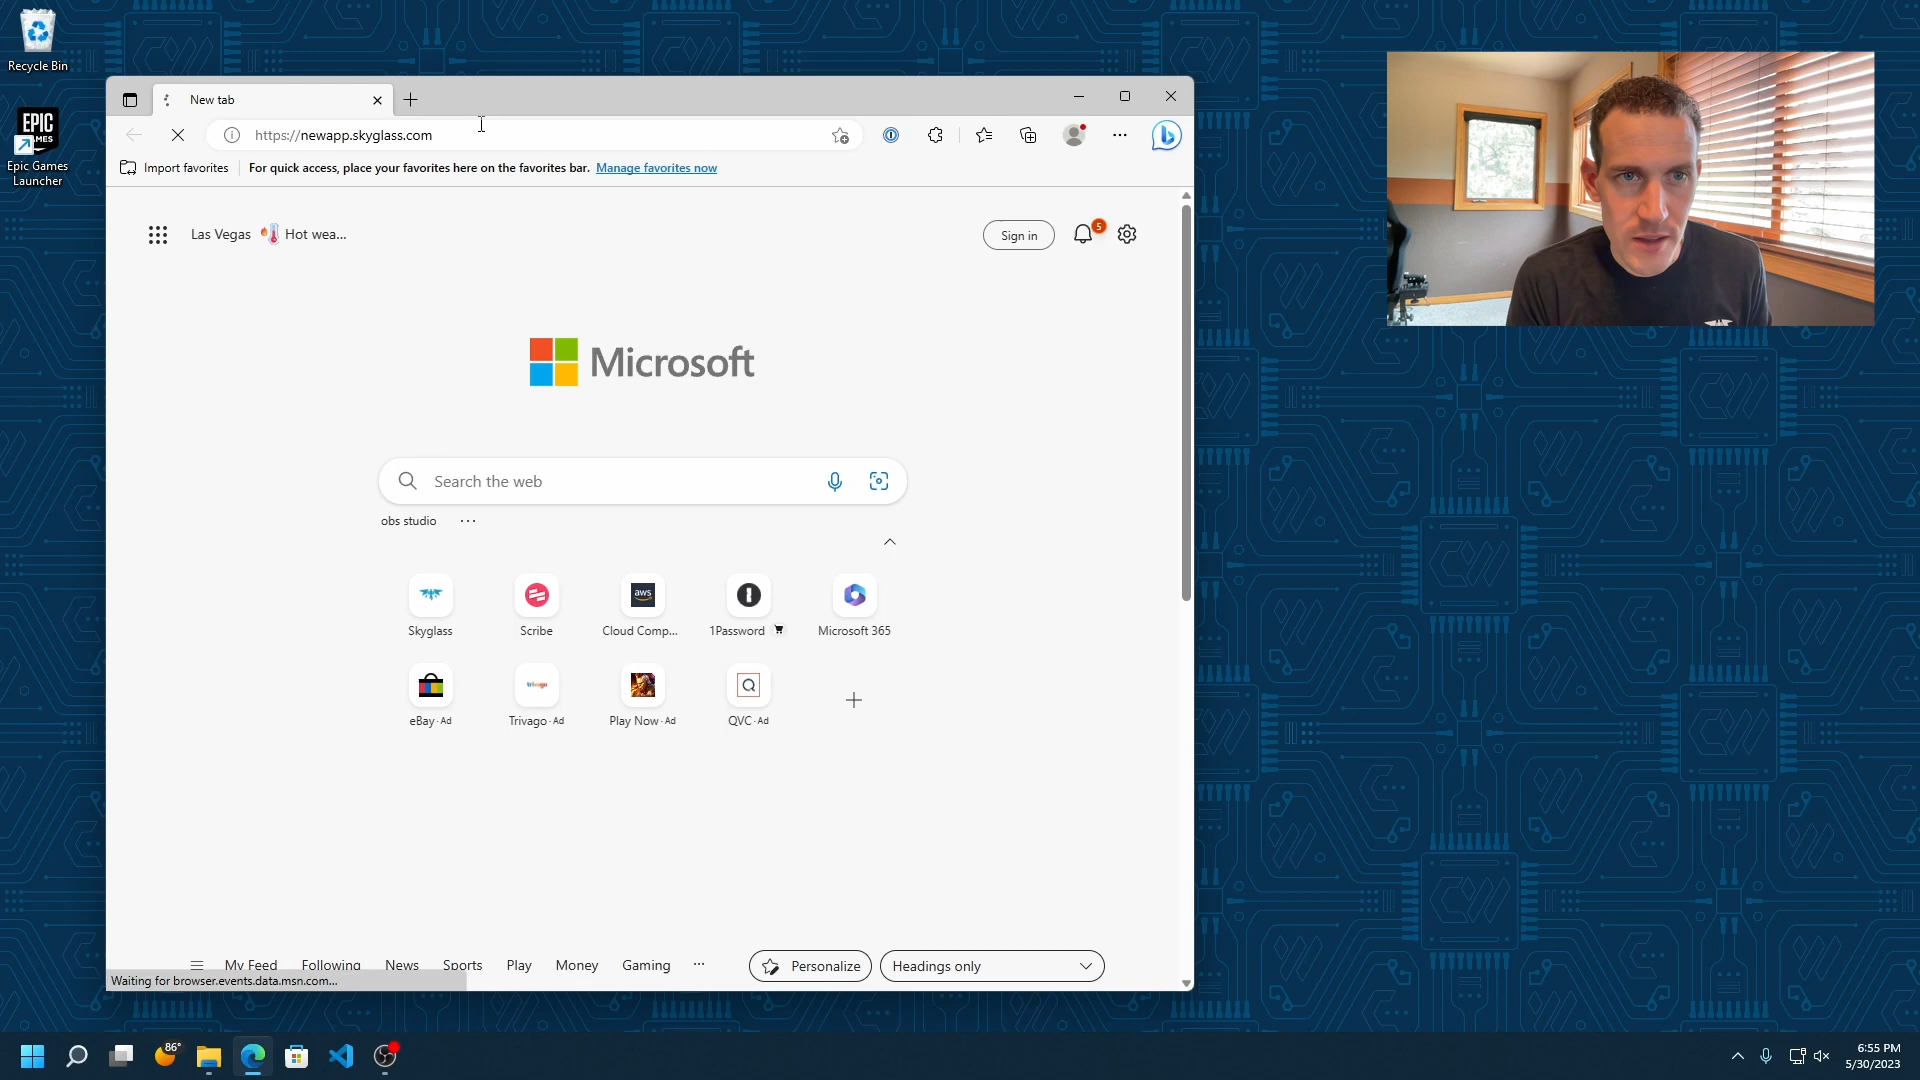 Recycle Bin
EPIC
GAMES
Epic Games
Launcher
New tab
https://newapp.skyglass.com
Import favorites
For quick access, place your favorites here on the favorites bar. Manage favorites now
Las Vegas Hot wea...
Sign in
5
Microsoft
Search the web
obs studio
Skyglass
Scribe
aws
Cloud Comp...
1Password
Microsoft 365
eBay · Ad
trivago
Trivago · Ad
Play Now · Ad
Q
QVC · Ad
My Feed Following News Sports Play Money Gaming
Personalize
Headings only
Waiting for browser.events.data.msn.com...
86°
6:55 PM
5/30/2023